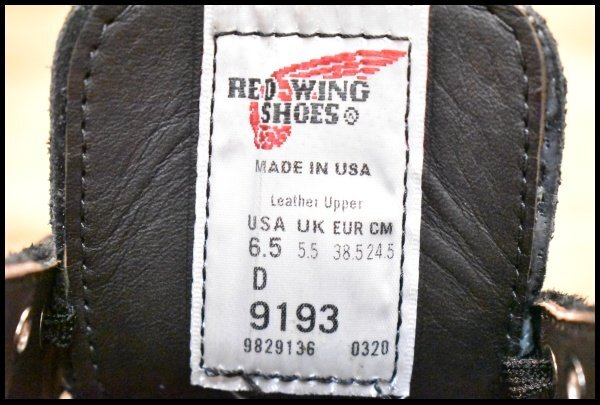 RED WING
SHOES®
MADE IN USA
Leather Upper
USA UK EUR CM
6.5 5.5 38.5 24.5
D
9193
9829136 0320